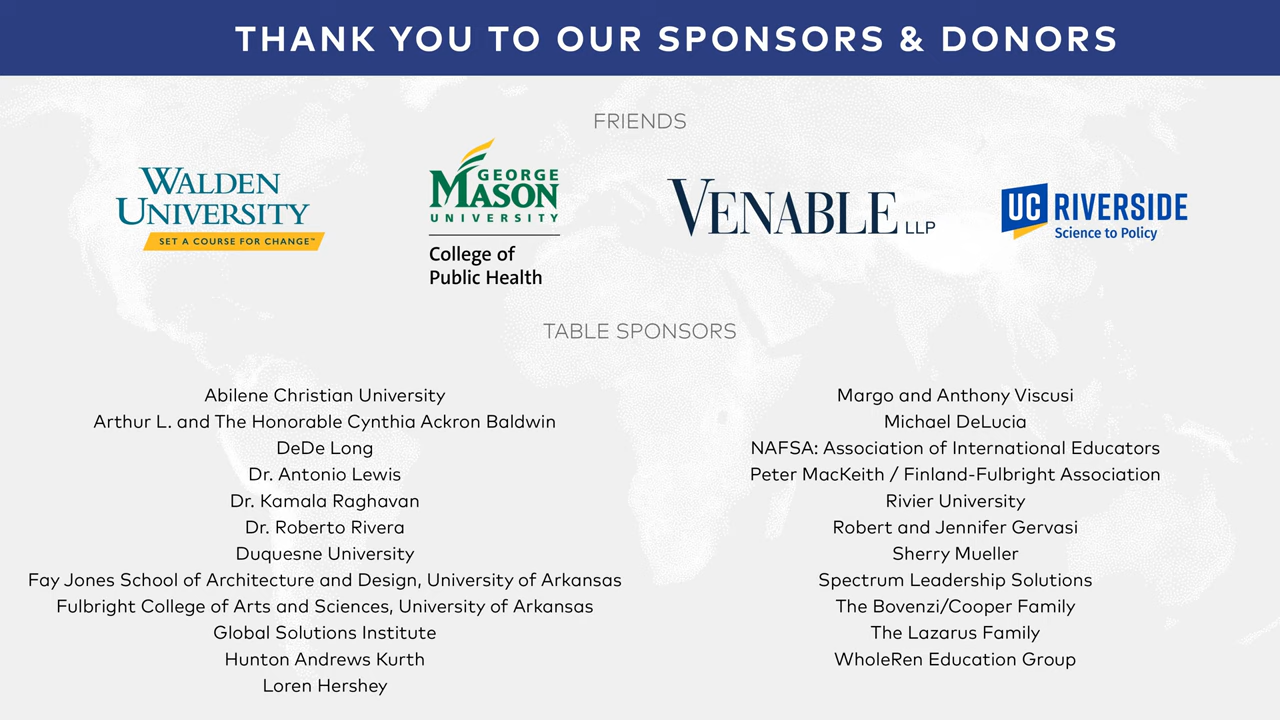 THANK YOU TO OUR SPONSORS & DONORS
FRIENDS
WALDEN
UNIVERSITY
SET A COURSE FOR CHANGE™
GEORGE
MASON
UNIVERSITY
College of
Public Health
VENABLE LLP
UC RIVERSIDE
Science to Policy
TABLE SPONSORS
Abilene Christian University
Arthur L. and The Honorable Cynthia Ackron Baldwin
DeDe Long
Dr. Antonio Lewis
Dr. Kamala Raghavan
Dr. Roberto Rivera
Duquesne University
Fay Jones School of Architecture and Design, University of Arkansas
Fulbright College of Arts and Sciences, University of Arkansas
Global Solutions Institute
Hunton Andrews Kurth
Loren Hershey
Margo and Anthony Viscusi
Michael DeLucia
NAFSA: Association of International Educators
Peter MacKeith / Finland-Fulbright Association
Rivier University
Robert and Jennifer Gervasi
Sherry Mueller
Spectrum Leadership Solutions
The Bovenzi/Cooper Family
The Lazarus Family
WholeRen Education Group